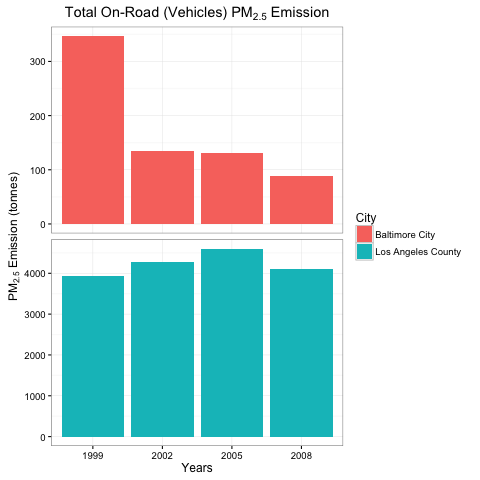 Total On-Road (Vehicles) PM2.5 Emission
300
200
100
0
4000
3000
2000
1000
0
PM2.5 Emission (tonnes)
1999 2002 2005 2008
Years
City
Baltimore City
Los Angeles County